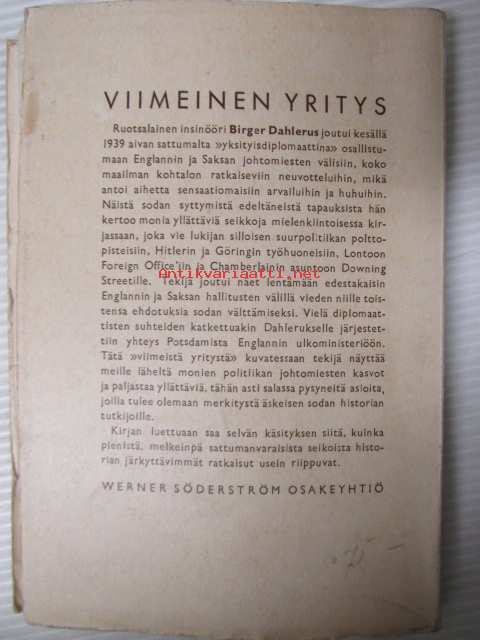 VIIMEINEN YRITYS
Ruotsalainen insinööri Birger Dahlerus joutui kesällä
1939 aivan sattumalta »yksityisdiplomaattina» osallistu-
maan Englannin ja Saksan johtomiesten välisiin, koko
maailman kohtalon ratkaiseviin neuvotteluihin, mikä
antoi aihetta sensaatiomaisiin arvailuihin ja huhuihin.
Näistä sodan syttymistä edeltäneistä tapauksista hän
kertoo monia yllättäviä seikkoja mielenkiintoisessa kir-
jassaan, joka vie lukijan silloisen suurpolitiikan poltto-
pisteisiin, Hitlerin ja Göringin työhuoneisiin, Lontoon
Foreign Office'iin ja Chamberlainin asuntoon Downing
Streetille. Tekijä joutui näet lentämään edestakaisin
Englannin ja Saksan hallitusten välillä vieden niille tois-
tensa ehdotuksia sodan välttämiseksi. Vielä diplomaat-
tisten suhteiden katkettuakin Dahlerukselle järjestet-
tiin yhteys Potsdamista Englannin ulkoministeriöön.
Tätä »viimeistä yritystä» kuvatessaan tekijä näyttää
meille läheltä monien politiikan johtomiesten kasvot
ja paljastaa yllättäviä, tähän asti salassa pysyneitä asioita,
joilla tulee olemaan merkitystä äskeisen sodan historian
tutkijoille.
Kirjan luettuaan saa selvän käsityksen siitä, kuinka
pienistä, melkeinpä sattumanvaraisista seikoista histo-
rian järkyttävimmät ratkaisut usein riippuvat.
WERNER SÖDERSTRÖM OSAKEYHTIÖ
Antikvariaatti.net